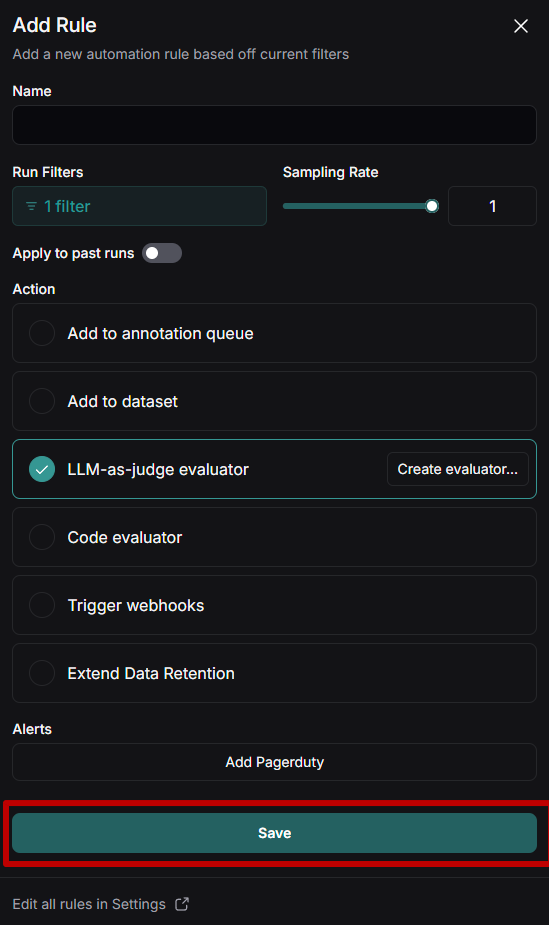 Add Rule
Add a new automation rule based off current filters
Name
Run Filters
Sampling Rate
1 filter
1
Apply to past runs
Action
Add to annotation queue
Add to dataset
LLM-as-judge evaluator
Create evaluator...
Code evaluator
Trigger webhooks
Extend Data Retention
Alerts
Add Pagerduty
Save
Edit all rules in Settings